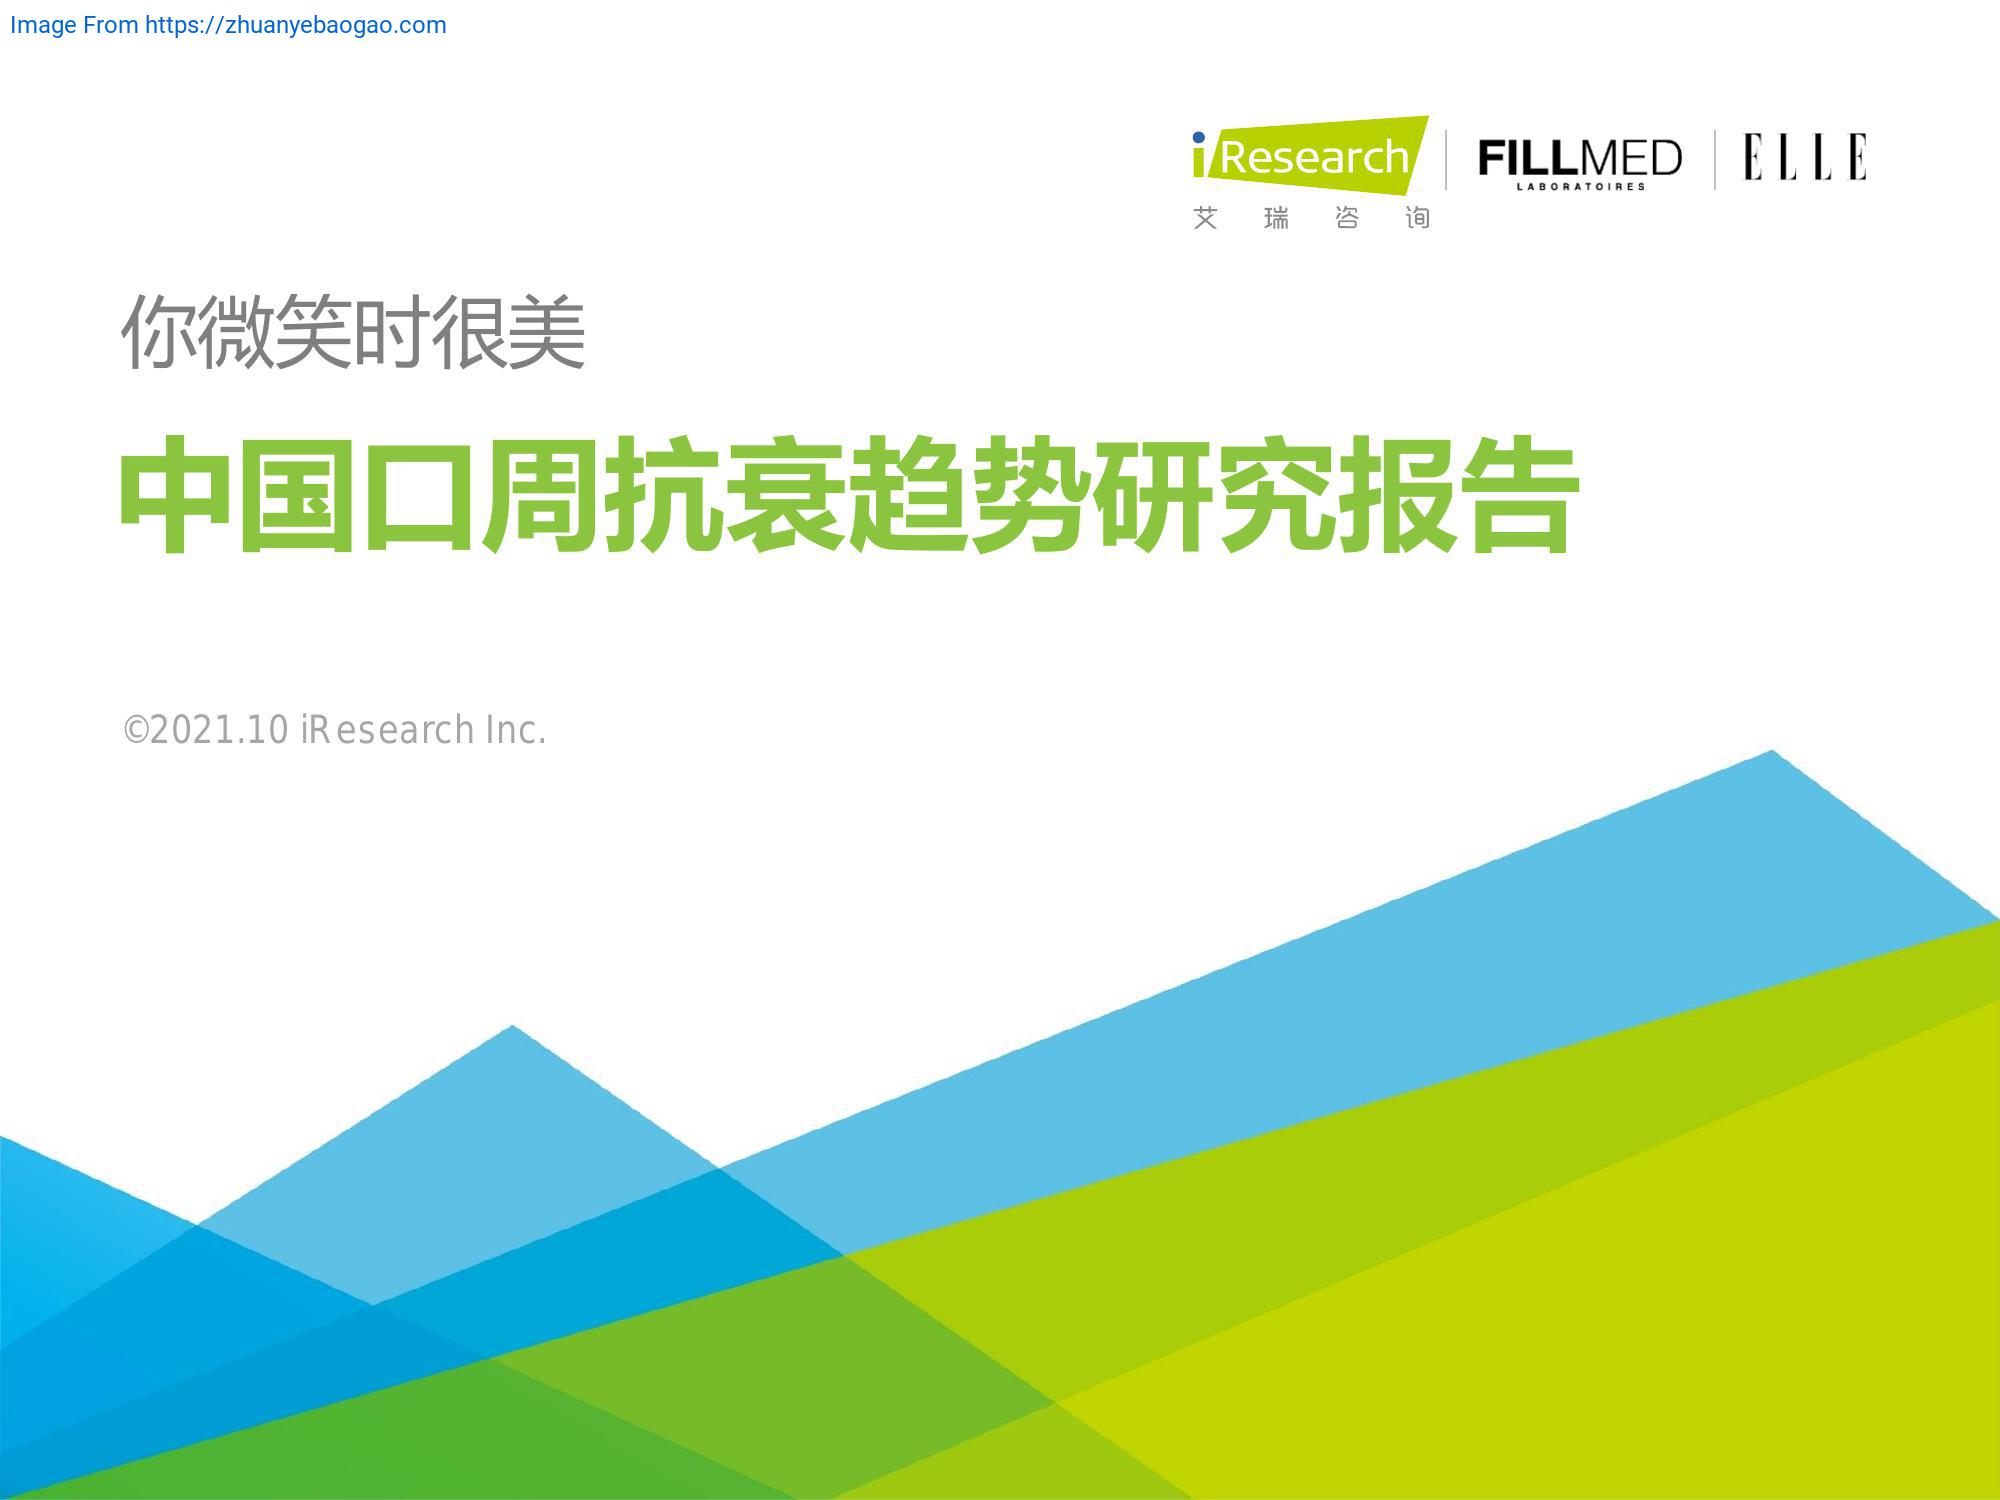 Image From https://zhuanyebaogao.com
iResearch
艾瑞咨询
FILLMED
LABORATOIRES
ELLE
你微笑时很美
中国口周抗衰趋势研究报告
©2021.10 iResearch Inc.